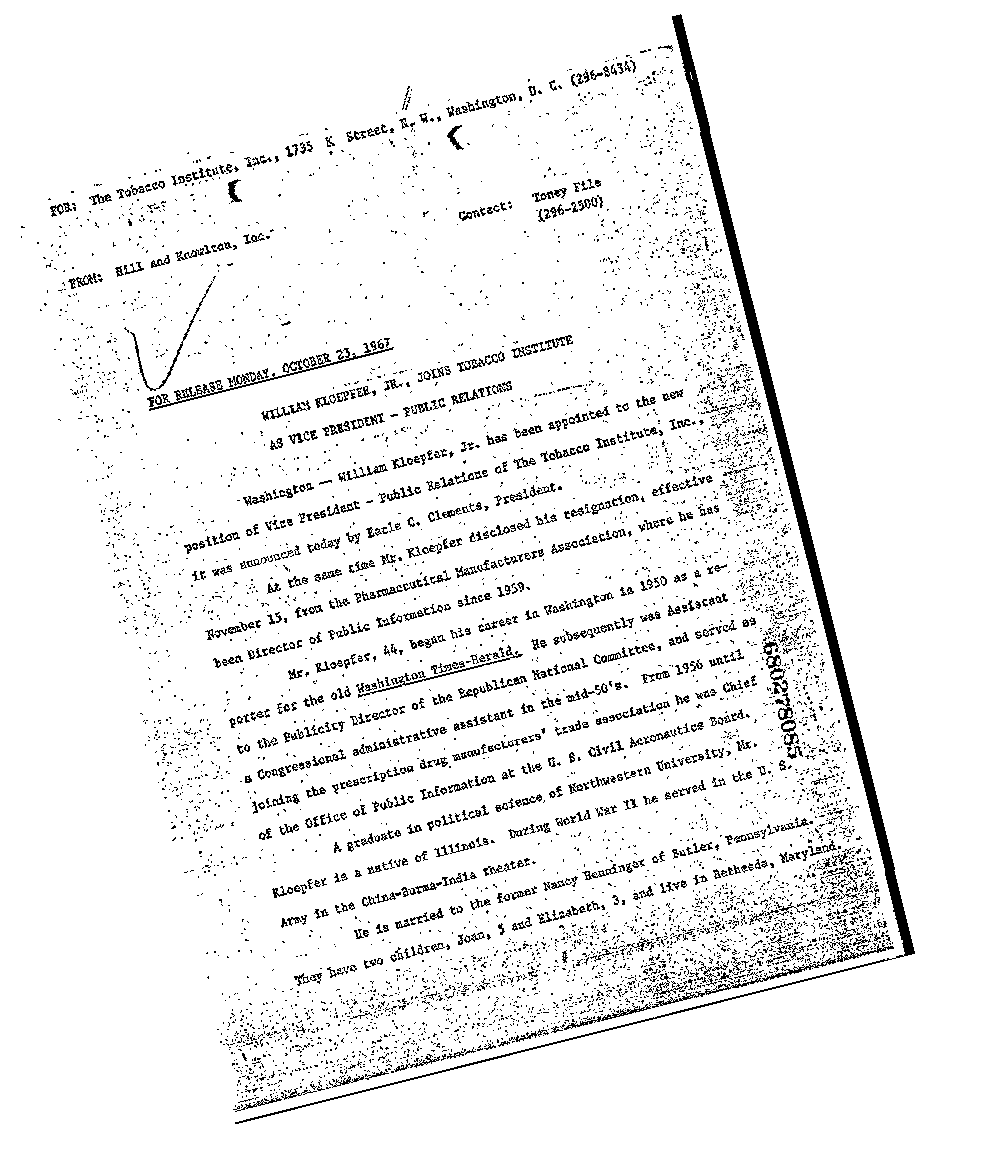 FOR: The Tobacco Institute, Inc., 1735 K Street, N. W., Washington, D. C. (296-8434)
FROM: Hill and Knowlton, Inc.
Contact: Toney File
(296-2500)
FOR RELEASE MONDAY, OCTOBER 23, 1967
WILLIAM KLOEPFER, JR., JOINS TOBACCO INSTITUTE
AS VICE PRESIDENT - PUBLIC RELATIONS
Washington -- William Kloepfer, Jr. has been appointed to the new
position of Vice President - Public Relations of The Tobacco Institute, Inc.,
it was announced today by Earle C. Clements, President.
At the same time Mr. Kloepfer disclosed his resignation, effective
November 15, from the Pharmaceutical Manufacturers Association, where he has
been Director of Public Information since 1959.
Mr. Kloepfer, 44, began his career in Washington in 1950 as a re-
porter for the old Washington Times-Herald. He subsequently was Assistant
to the Publicity Director of the Republican National Committee, and served as
a Congressional administrative assistant in the mid-50's. From 1956 until
joining the prescription drug manufacturers' trade association he was Chief
of the Office of Public Information at the U. S. Civil Aeronautics Board.
A graduate in political science of Northwestern University, Mr.
Kloepfer is a native of Illinois. During World War II he served in the U. S.
Army in the China-Burma-India theater.
He is married to the former Nancy Henninger of Butler, Pennsylvania.
They have two children, Joan, 5 and Elizabeth, 3, and live in Bethesda, Maryland.
680278085